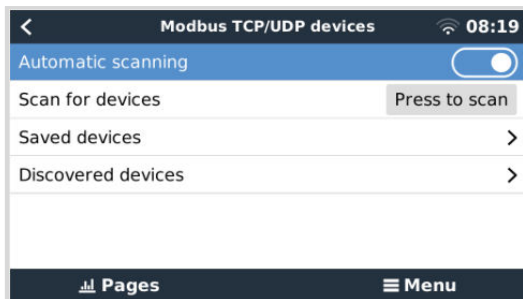 Modbus TCP/UDP devices 08:19
Automatic scanning
Scan for devices Press to scan
Saved devices
Discovered devices
Pages Menu